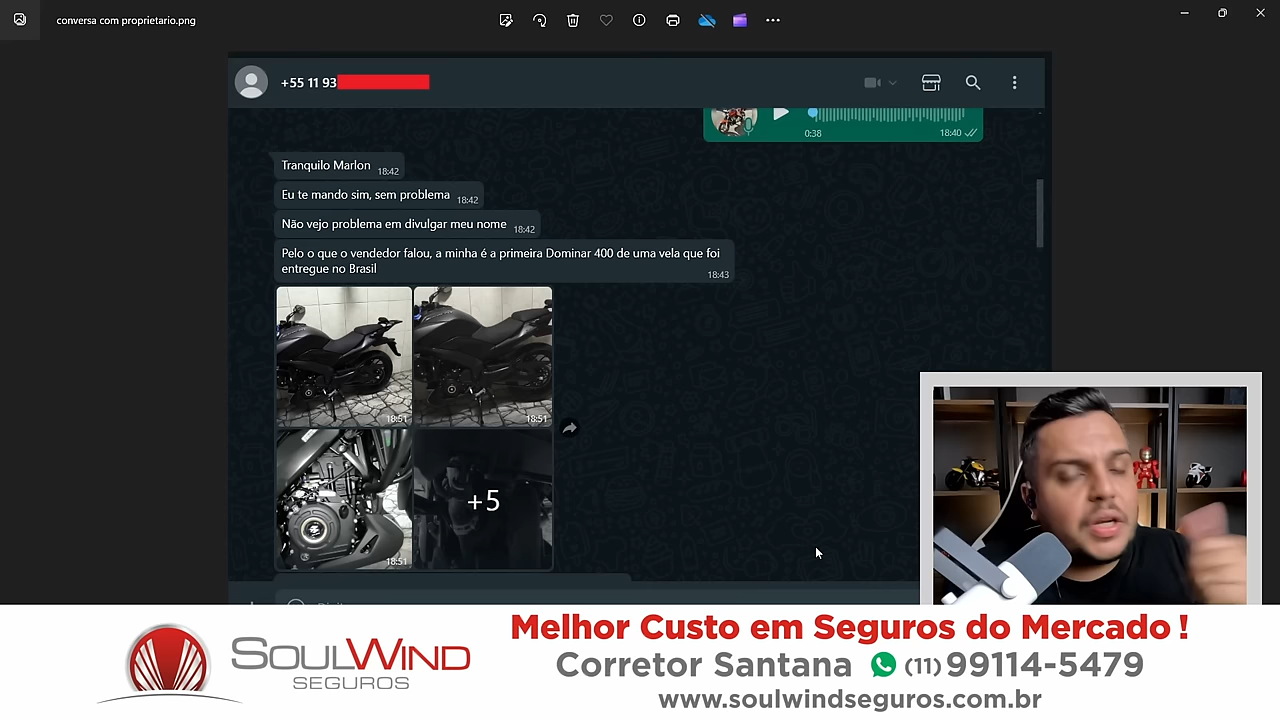 conversa com proprietario.png
+55 11 93
0:38
18:40
Tranquilo Marlon
18:42
Eu te mando sim, sem problema
18:42
Não vejo problema em divulgar meu nome
18:42
Pelo o que o vendedor falou, a minha é a primeira Dominar 400 de uma vela que foi
entregue no Brasil
18:43
18:51
18:51
18:51
+5
SOULWIND
SEGUROS
Melhor Custo em Seguros do Mercado !
Corretor Santana (11) 99114-5479
www.soulwindseguros.com.br